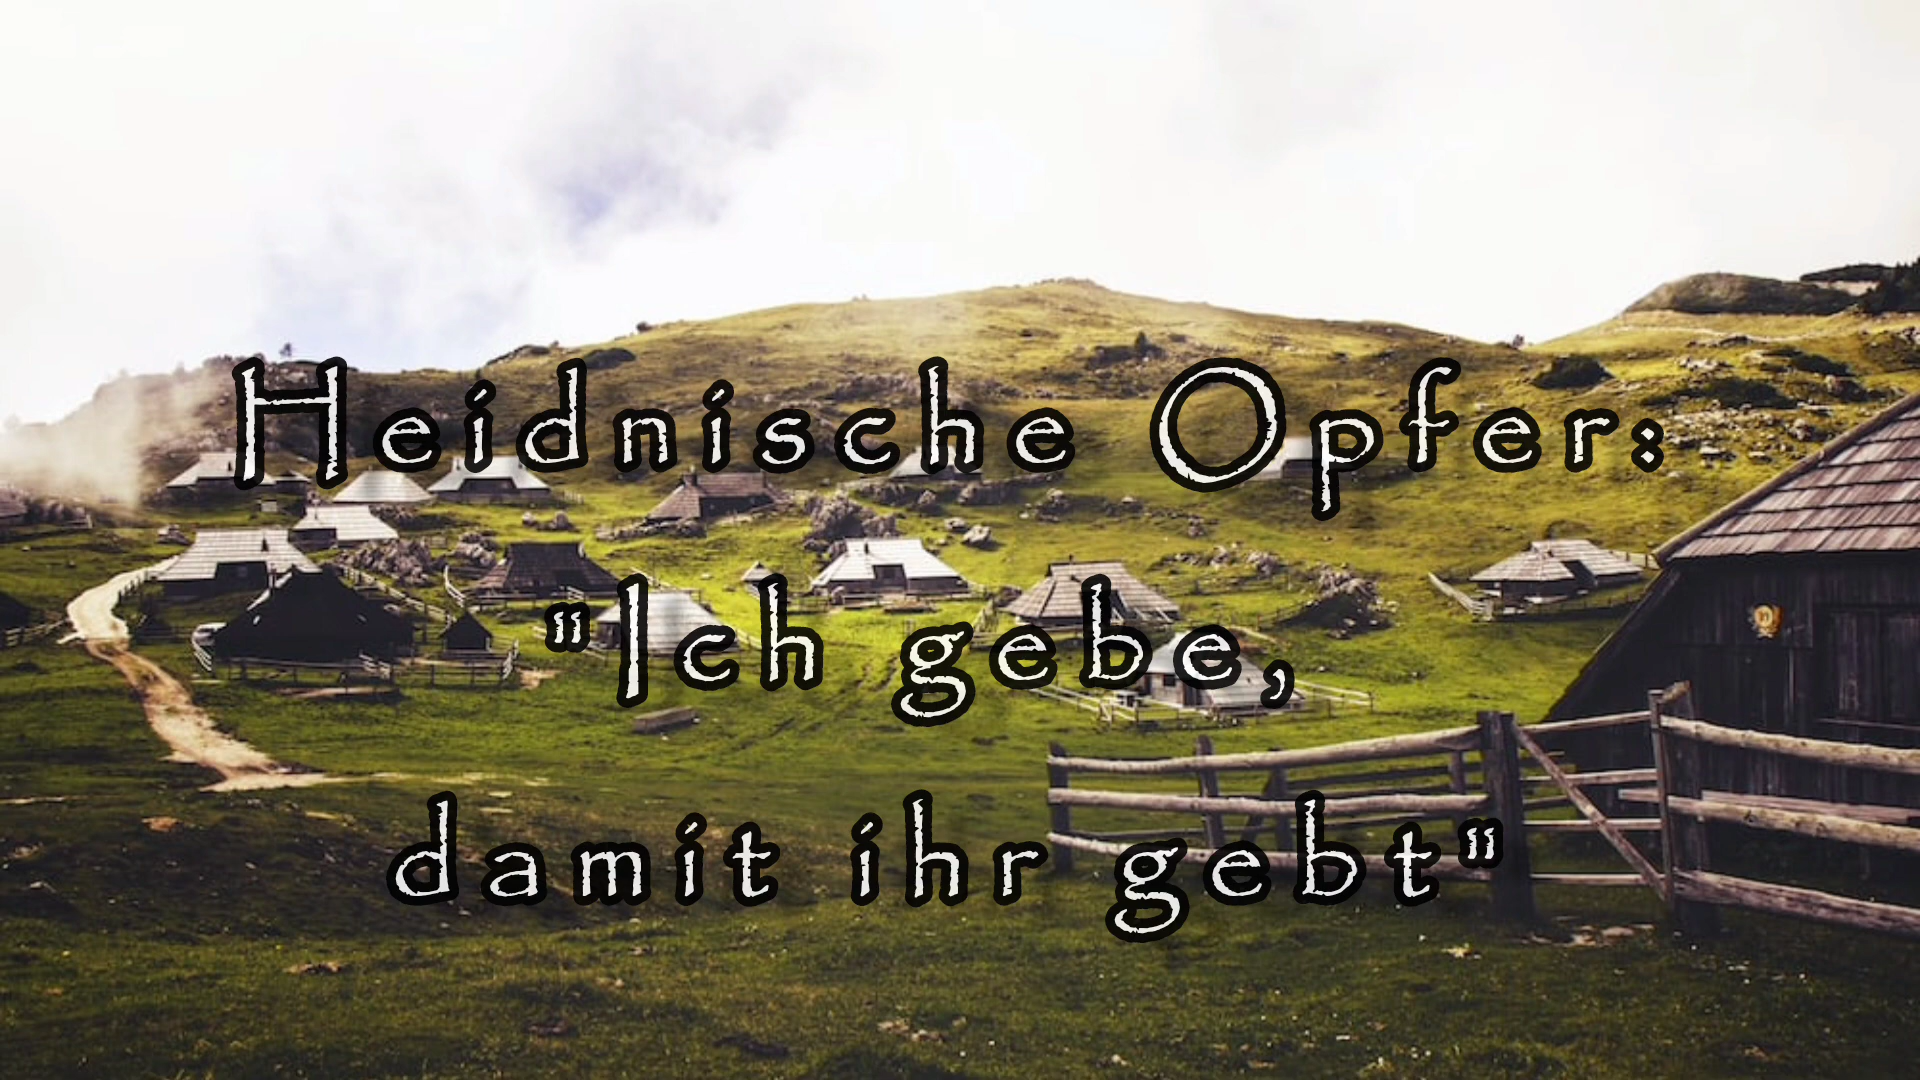 Heidnische Opfer:
"Ich gebe,
damit ihr gebt"